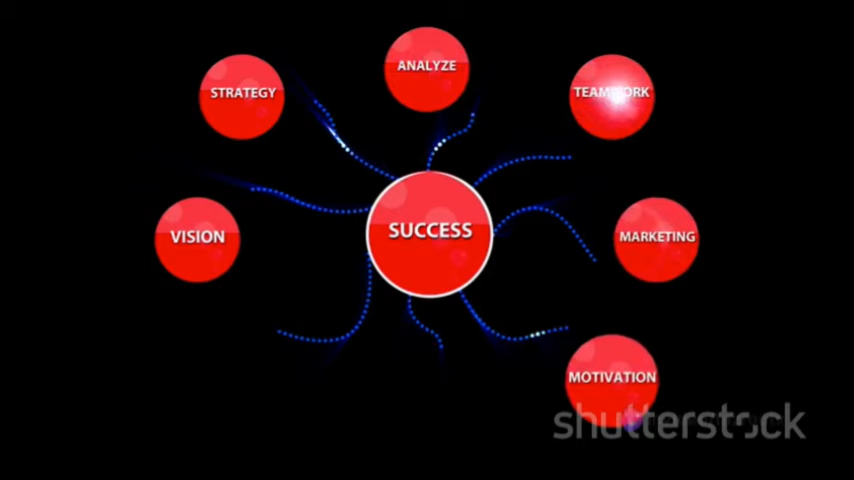 ANALYZE
STRATEGY
TEAMWORK
SUCCESS
VISION
MARKETING
MOTIVATION
shutterstock